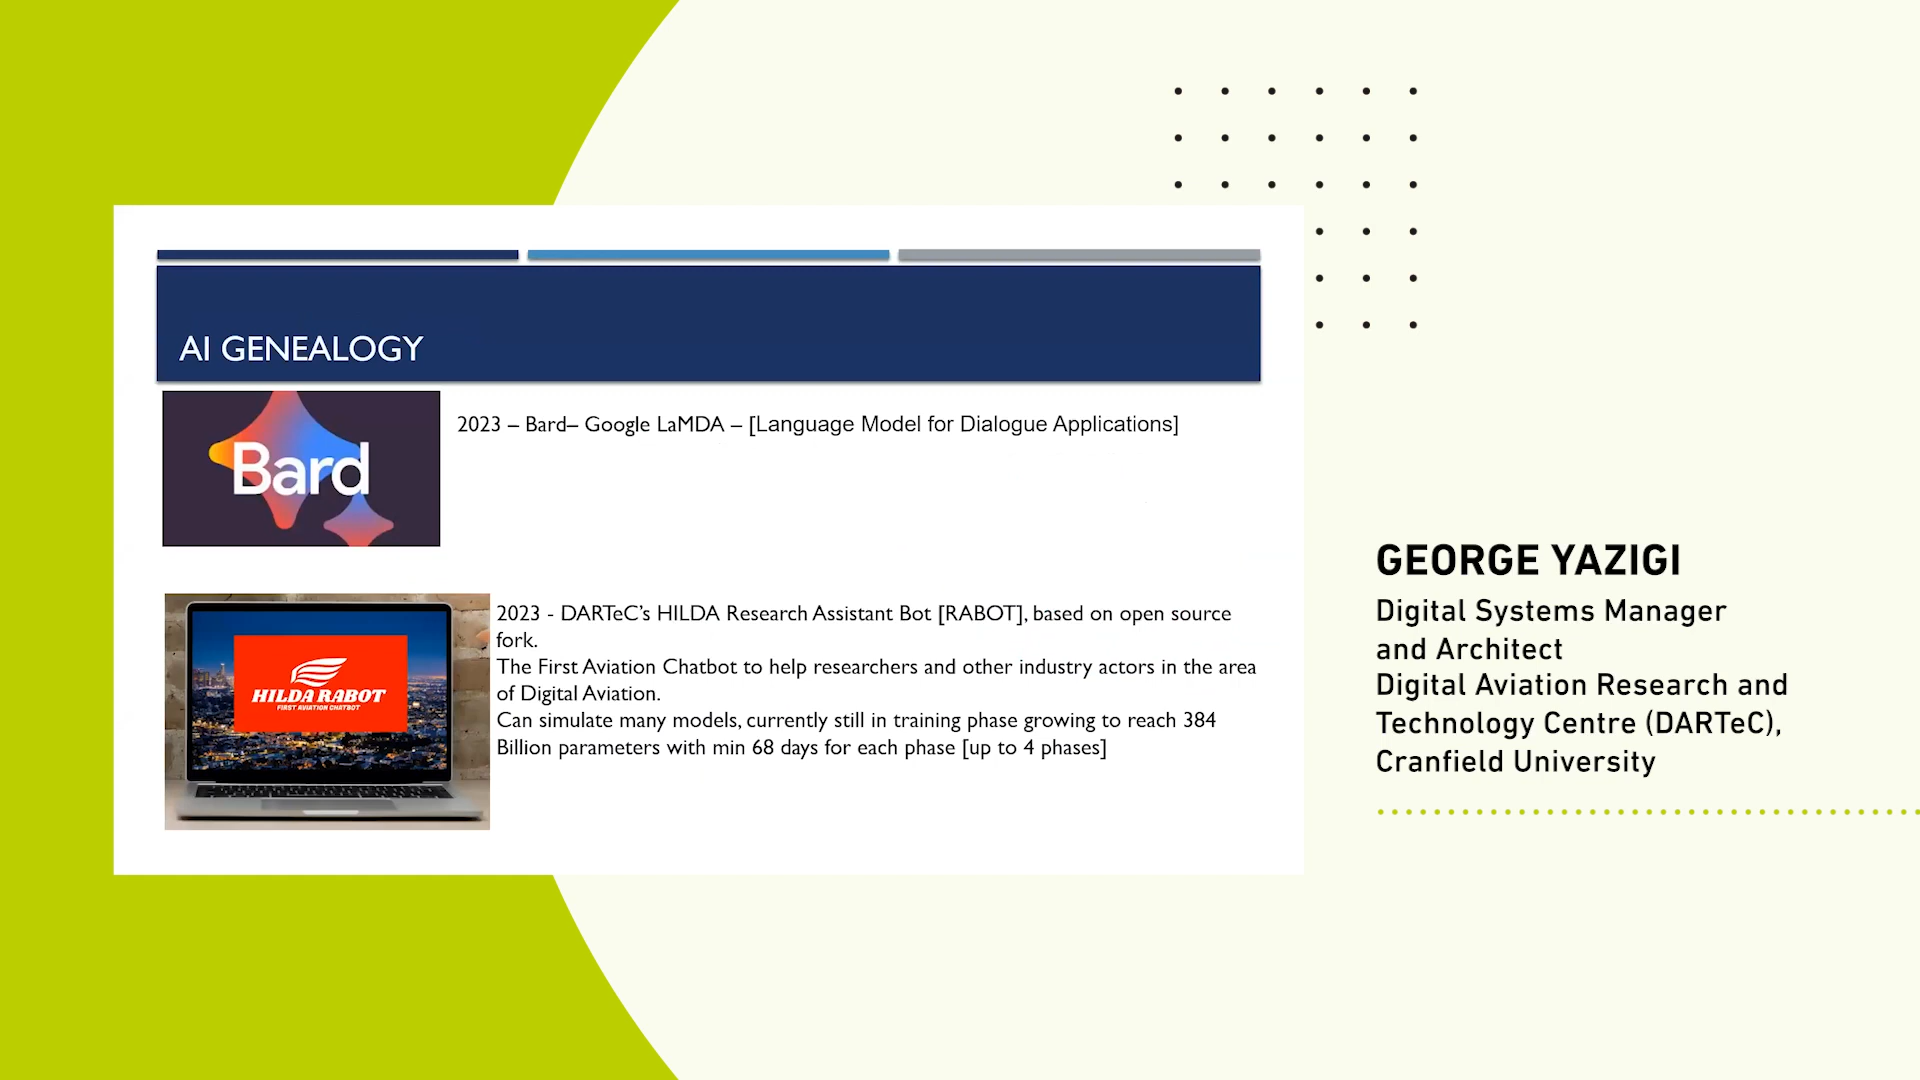 AI GENEALOGY
Bard
2023 – Bard– Google LaMDA – [Language Model for Dialogue Applications]
HILDA RABOT
FIRST AVIATION CHATBOT
2023 - DARTeC’s HILDA Research Assistant Bot [RABOT], based on open source
fork.
The First Aviation Chatbot to help researchers and other industry actors in the area
of Digital Aviation.
Can simulate many models, currently still in training phase growing to reach 384
Billion parameters with min 68 days for each phase [up to 4 phases]
GEORGE YAZIGI
Digital Systems Manager
and Architect
Digital Aviation Research and
Technology Centre (DARTeC),
Cranfield University